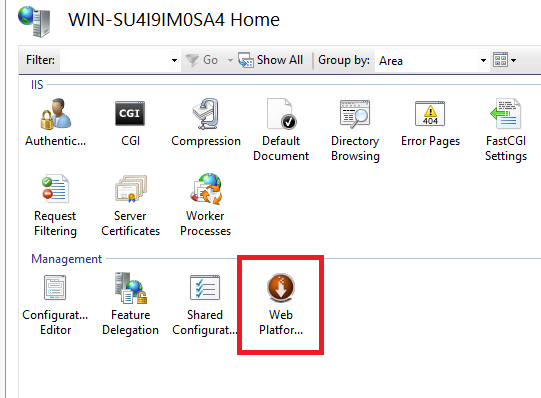 WIN-SU4I9IM0SA4 Home
Filter: Go Show All Group by: Area
IIS
Authentic... CGI Compression Default Document Directory Browsing Error Pages FastCGI Settings
CGI
404
Request Filtering Server Certificates Worker Processes
Management
Configurat... Editor Feature Delegation Shared Configurat... Web Platfor...